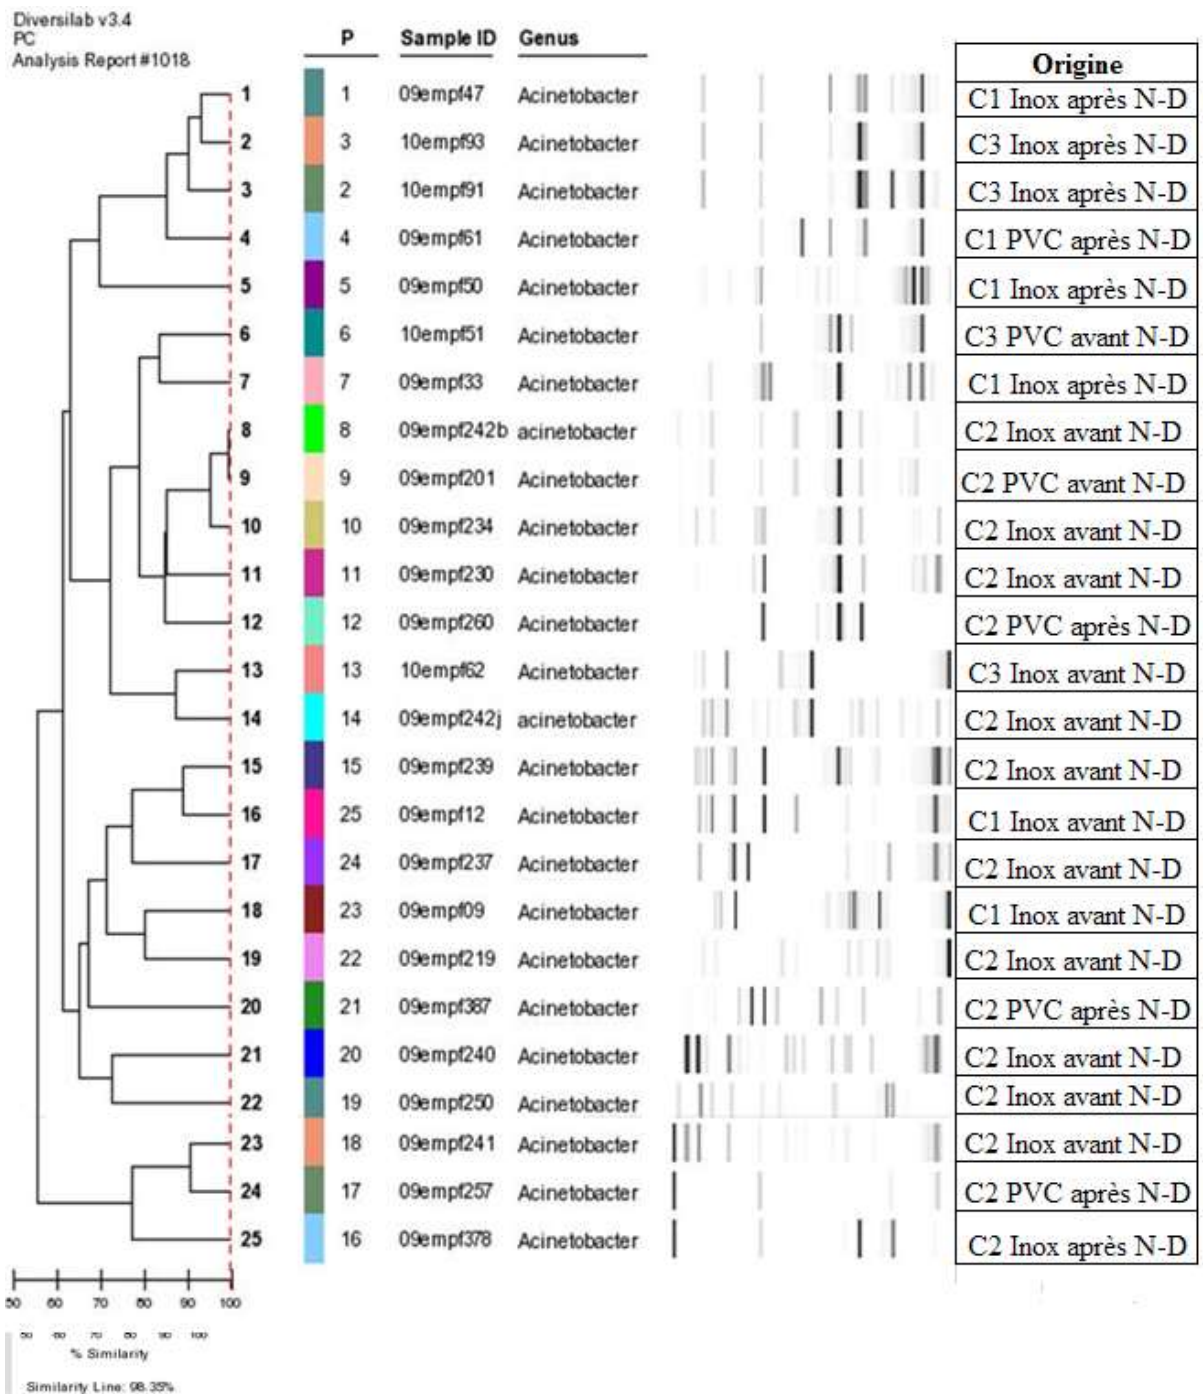 Diversilab v3.4
PC
Analysis Report #1018
P Sample ID Genus Origine
1 1 09empf47 Acinetobacter C1 Inox après N-D
2 3 10empf93 Acinetobacter C3 Inox après N-D
3 2 10empf91 Acinetobacter C3 Inox après N-D
4 4 09empf61 Acinetobacter C1 PVC après N-D
5 5 09empf50 Acinetobacter C1 Inox après N-D
6 6 10empf51 Acinetobacter C3 PVC avant N-D
7 7 09empf33 Acinetobacter C1 Inox après N-D
8 8 09empf242b acinetobacter C2 Inox avant N-D
9 9 09empf201 Acinetobacter C2 PVC avant N-D
10 10 09empf234 Acinetobacter C2 Inox avant N-D
11 11 09empf230 Acinetobacter C2 Inox avant N-D
12 12 09empf260 Acinetobacter C2 PVC après N-D
13 13 10empf62 Acinetobacter C3 Inox avant N-D
14 14 09empf242j acinetobacter C2 Inox avant N-D
15 15 09empf239 Acinetobacter C2 Inox avant N-D
16 25 09empf12 Acinetobacter C1 Inox avant N-D
17 24 09empf237 Acinetobacter C2 Inox avant N-D
18 23 09empf09 Acinetobacter C1 Inox avant N-D
19 22 09empf219 Acinetobacter C2 Inox avant N-D
20 21 09empf387 Acinetobacter C2 PVC après N-D
21 20 09empf240 Acinetobacter C2 Inox avant N-D
22 19 09empf250 Acinetobacter C2 Inox avant N-D
23 18 09empf241 Acinetobacter C2 Inox avant N-D
24 17 09empf257 Acinetobacter C2 PVC après N-D
25 16 09empf378 Acinetobacter C2 Inox après N-D
50 60 70 80 90 100
50 60 70 80 90 100
% Similarity
Similarity Line: 98.35%